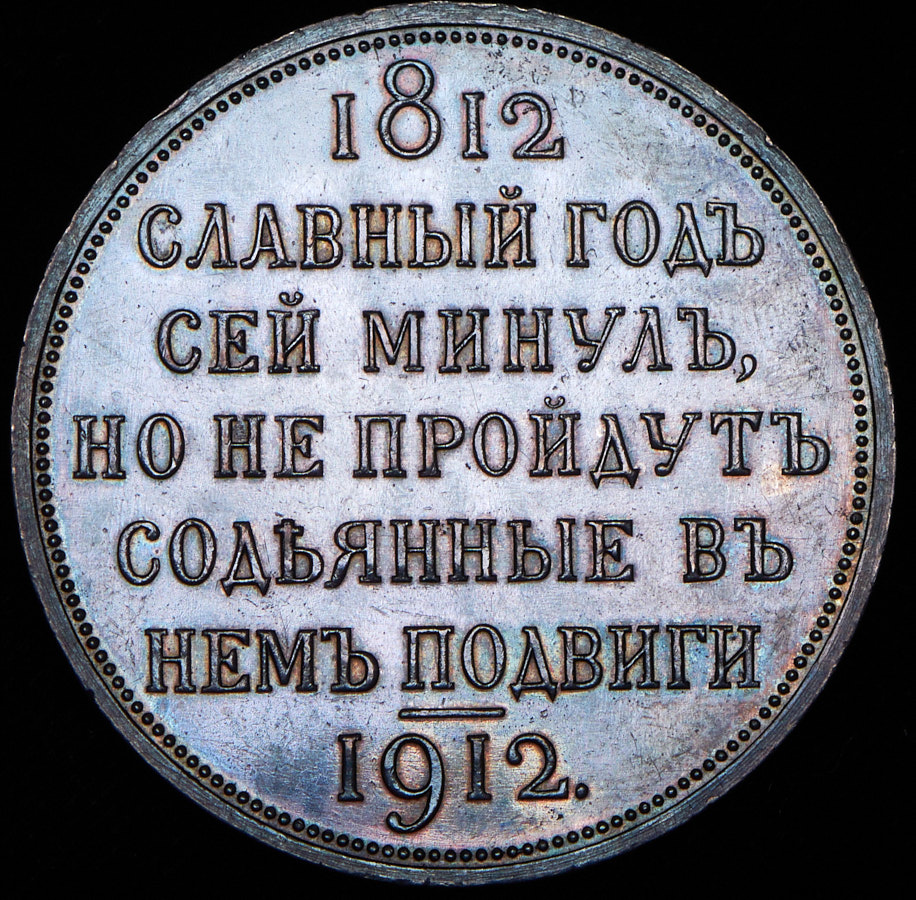 1812
СЛАВНЫЙ ГОДЪ
СЕЙ МИНУЛЪ,
НО НЕ ПРОЙДУТЪ
СОДѢЯННЫЕ ВЪ
НЕМЪ ПОДВИГИ
1912.